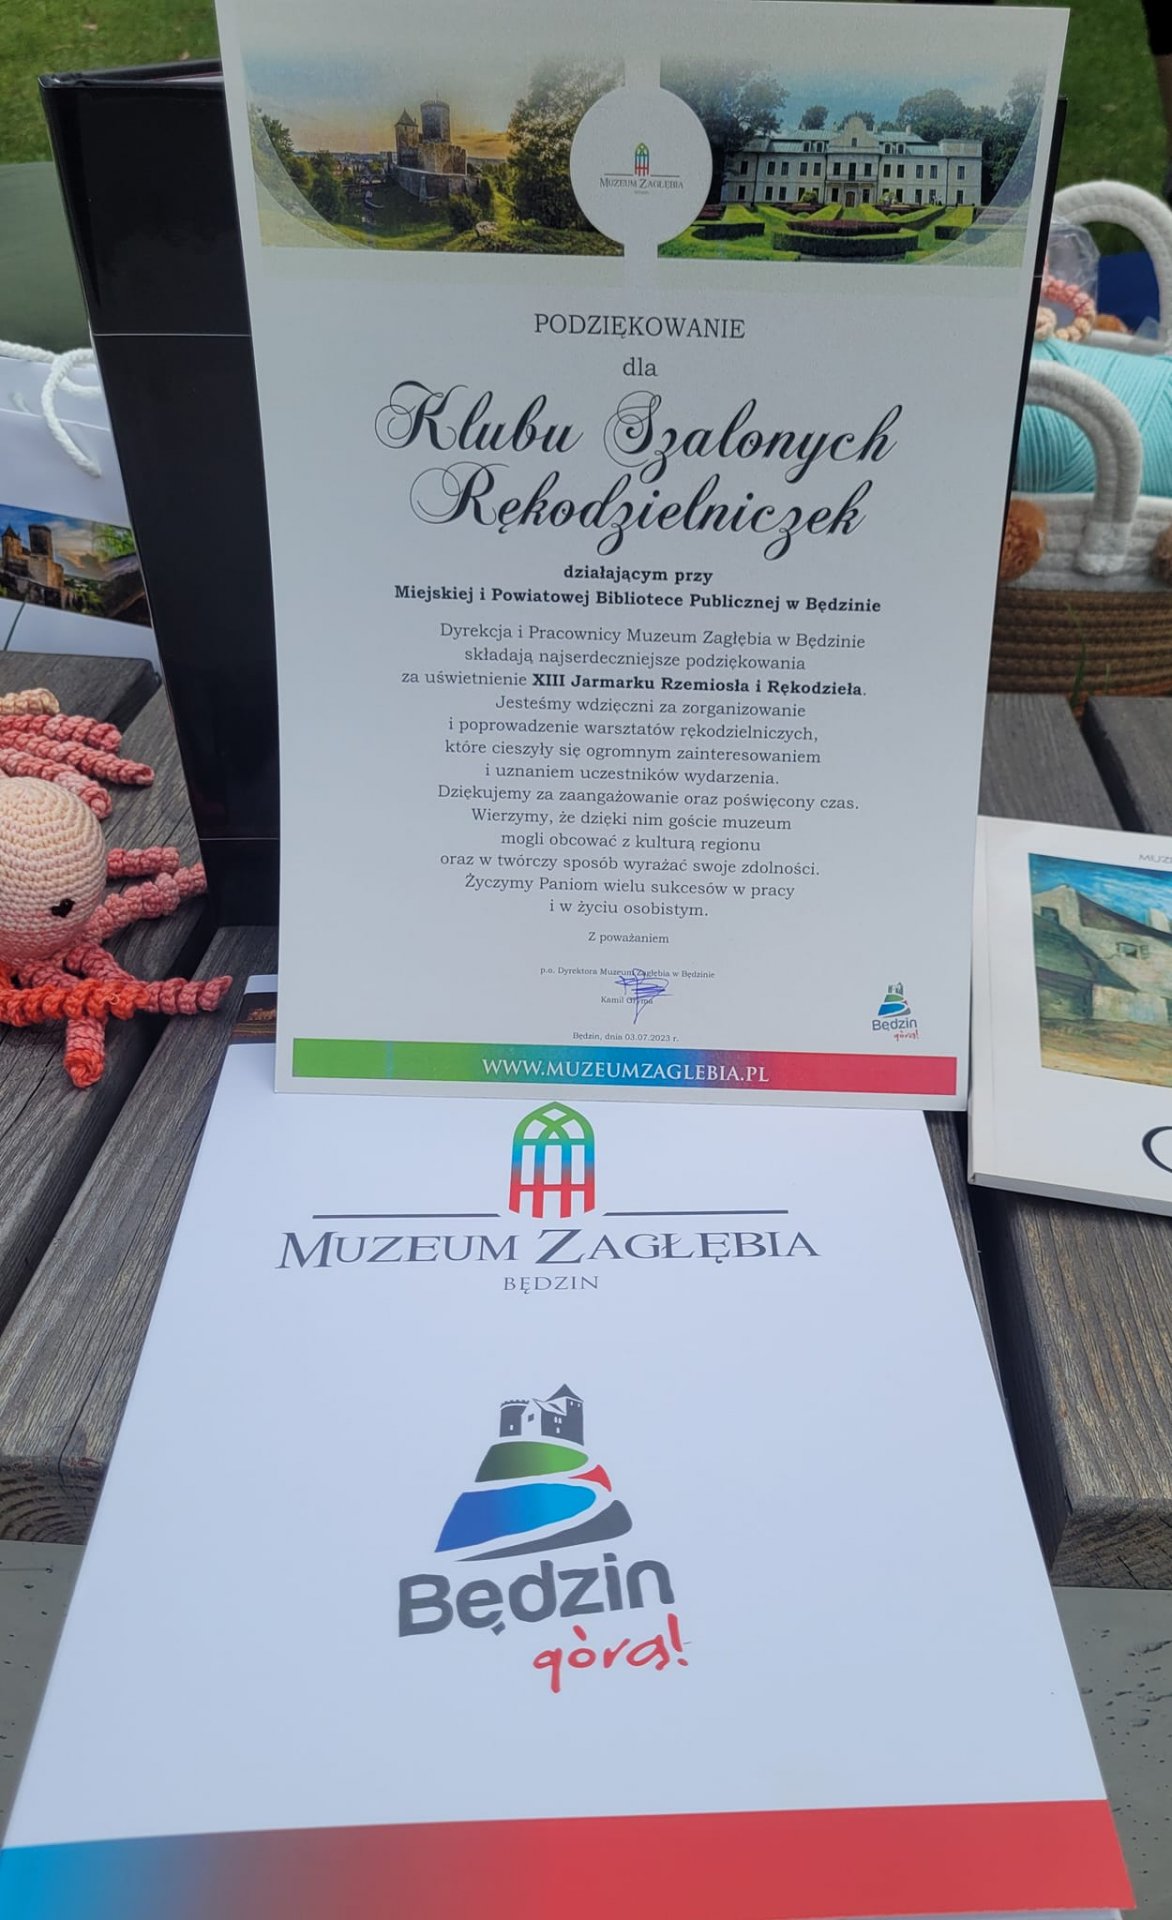 MUZEUM ZAGŁĘBIA
PODZIĘKOWANIE
dla
Klubu Szalonych
Rękodzielniczek
działającym przy
Miejskiej i Powiatowej Bibliotece Publicznej w Będzinie
Dyrekcja i Pracownicy Muzeum Zagłębia w Będzinie
składają najserdeczniejsze podziękowania
za uświetnienie XIII Jarmarku Rzemiosła i Rękodzieła.
Jesteśmy wdzięczni za zorganizowanie
i poprowadzenie warsztatów rękodzielniczych,
które cieszyły się ogromnym zainteresowaniem
i uznaniem uczestników wydarzenia.
Dziękujemy za zaangażowanie oraz poświęcony czas.
Wierzymy, że dzięki nim goście muzeum
mogli obcować z kulturą regionu
oraz w twórczy sposób wyrażać swoje zdolności.
Życzymy Paniom wielu sukcesów w pracy
i w życiu osobistym.
Z poważaniem
p.o. Dyrektora Muzeum Zagłębia w Będzinie
Kamil
Będzin, dnia 03.07.2023 r.
Będzin
góra!
WWW.MUZEUMZAGLEBIA.PL
MUZEUM ZAGŁĘBIA
BĘDZIN
Będzin
góra!